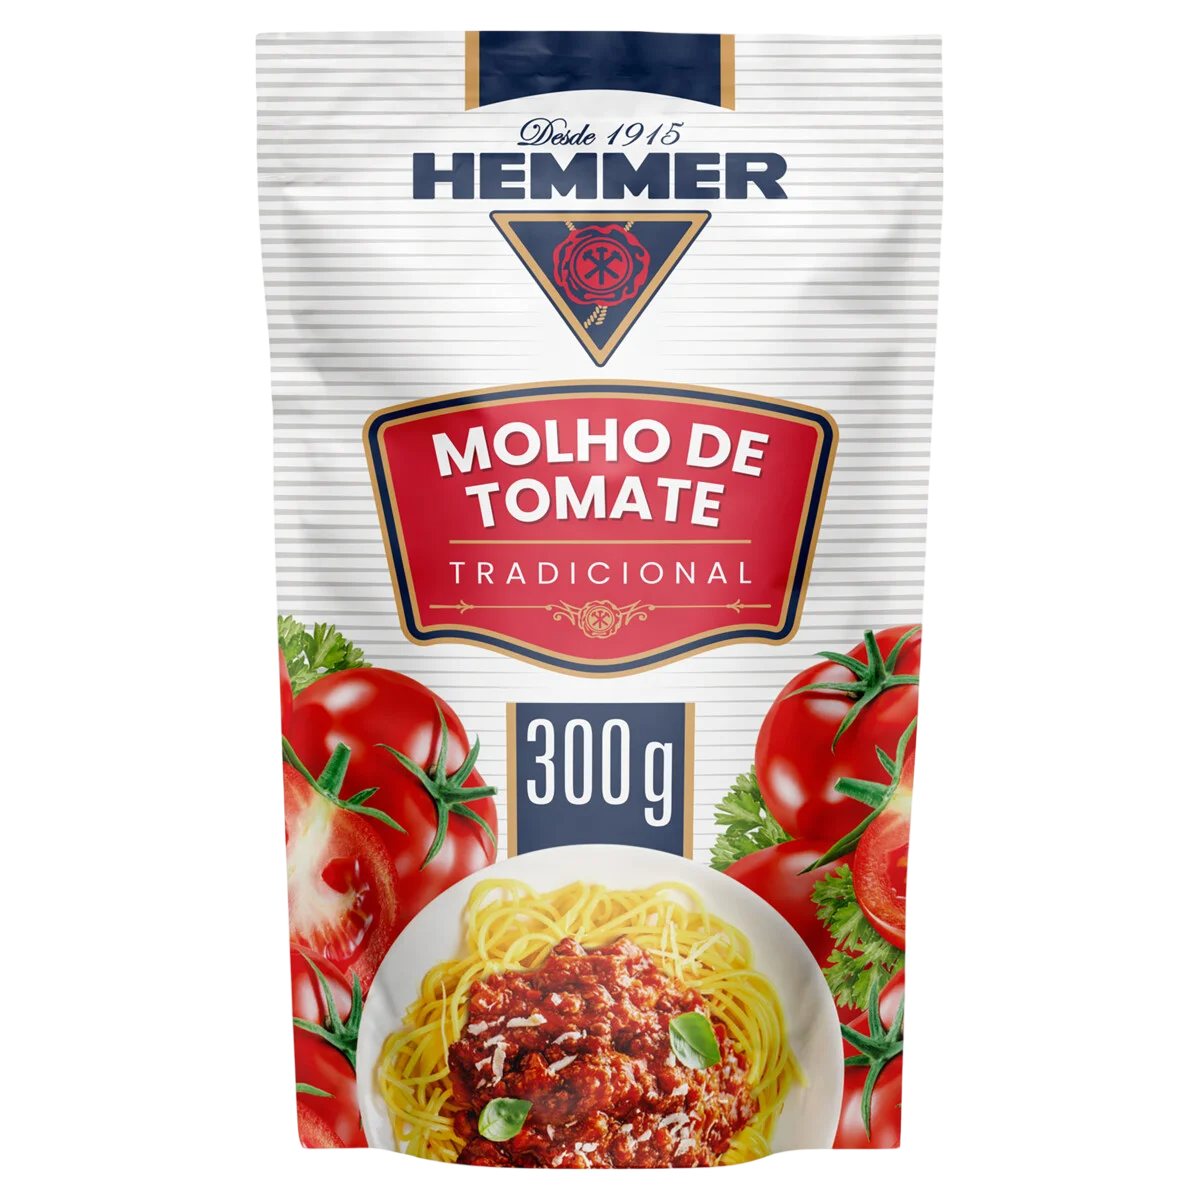 Desde 1915
HEMMER
MOLHO DE
TOMATE
TRADICIONAL
300g